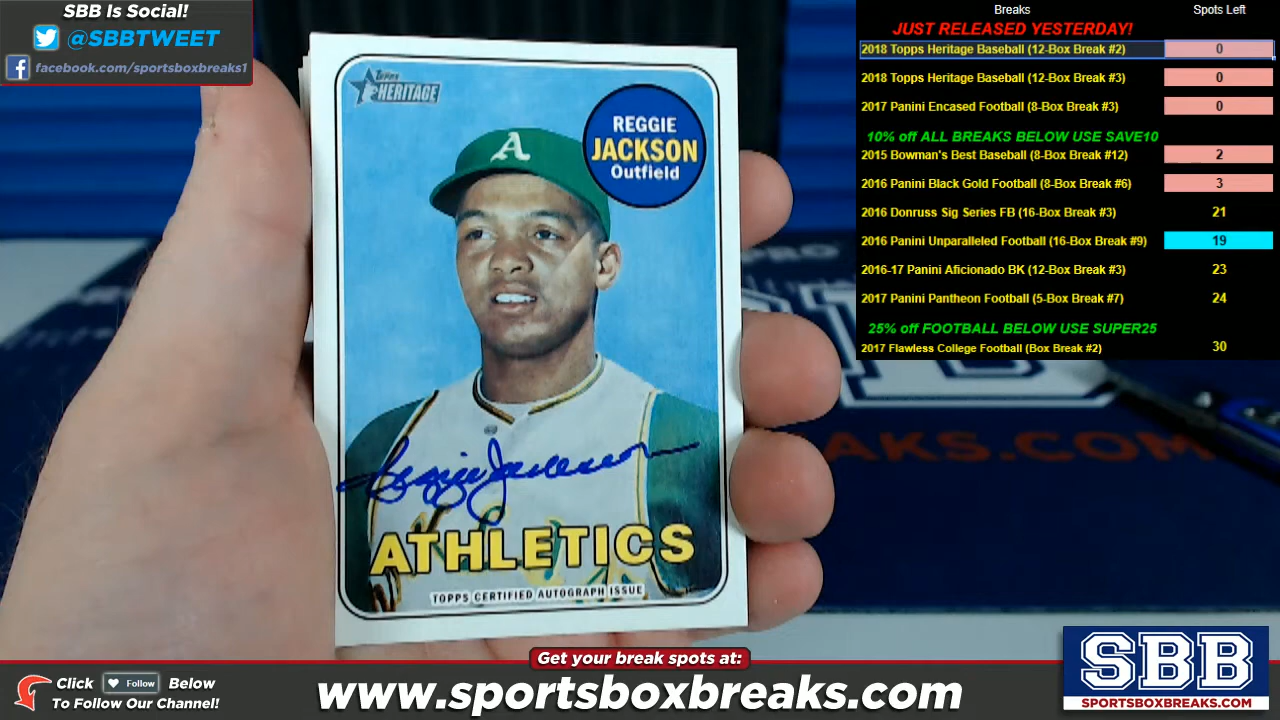 SBB Is Social!
@SBBTWEET
facebook.com/sportsboxbreaks1
Breaks Spots Left
JUST RELEASED YESTERDAY!
2018 Topps Heritage Baseball (12-Box Break #2) 0
2018 Topps Heritage Baseball (12-Box Break #3) 0
2017 Panini Encased Football (8-Box Break #3) 0
10% off ALL BREAKS BELOW USE SAVE10
2015 Bowman's Best Baseball (8-Box Break #12) 2
2016 Panini Black Gold Football (8-Box Break #6) 3
2016 Donruss Sig Series FB (16-Box Break #3) 21
2016 Panini Unparalleled Football (16-Box Break #9) 19
2016-17 Panini Aficionado BK (12-Box Break #3) 23
2017 Panini Pantheon Football (5-Box Break #7) 24
25% off FOOTBALL BELOW USE SUPER25
2017 Flawless College Football (Box Break #2) 30
Topps
HERITAGE
REGGIE
JACKSON
Outfield
A
Reggie Jackson
ATHLETICS
TOPPS CERTIFIED AUTOGRAPH ISSUE
PRO
BREAKS.COM
Get your break spots at:
www.sportsboxbreaks.com
Click Follow Below
To Follow Our Channel!
SBB
SPORTSBOXBREAKS.COM